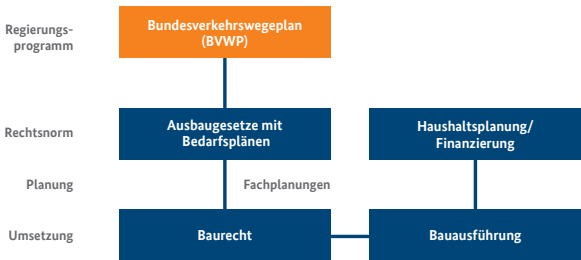 Regierungs-
programm
Bundesverkehrswegeplan
(BVWP)
Rechtsnorm
Ausbaugesetze mit
Bedarfsplänen
Haushaltsplanung/
Finanzierung
Planung
Fachplanungen
Umsetzung
Baurecht
Bauausführung